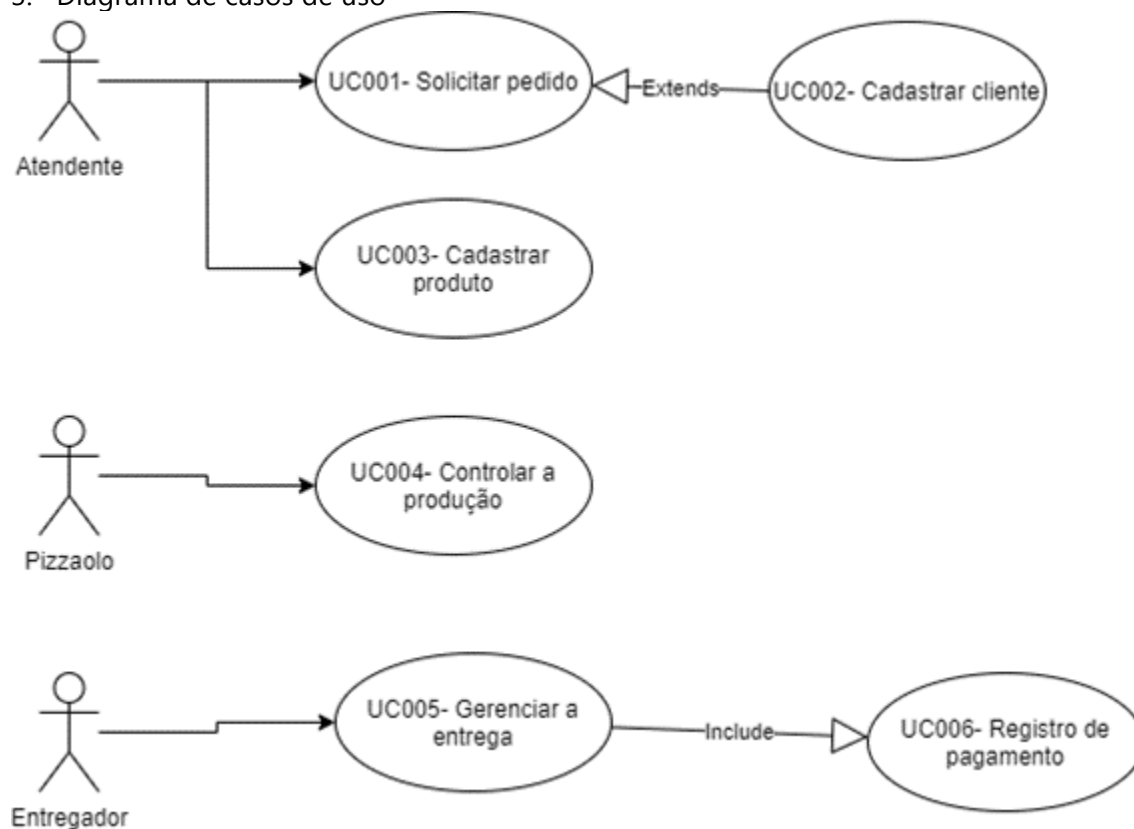 3. Diagrama de casos de uso
UC001- Solicitar pedido
Extends
UC002- Cadastrar cliente
Atendente
UC003- Cadastrar
produto
UC004- Controlar a
produção
Pizzaolo
UC005- Gerenciar a
entrega
Include
UC006- Registro de
pagamento
Entregador